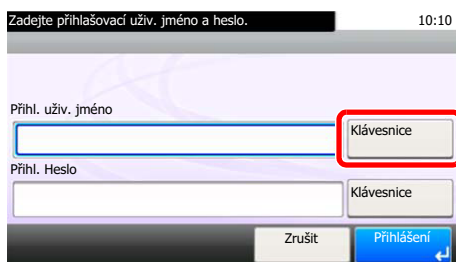 Zadejte přihlašovací uživ. jméno a heslo. 10:10
Přihl. uživ. jméno
Klávesnice
Přihl. Heslo
Klávesnice
Zrušit Přihlášení